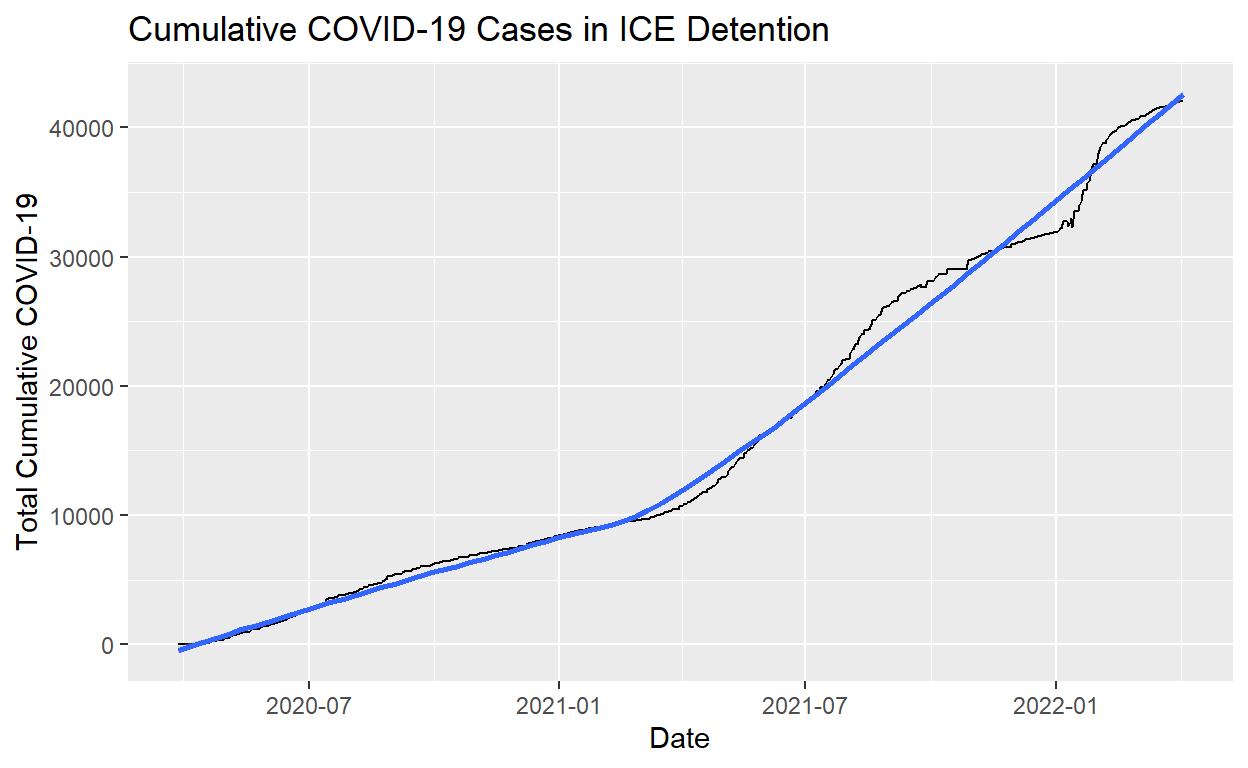 Cumulative COVID-19 Cases in ICE Detention
Total Cumulative COVID-19
40000
30000
20000
10000
0
2020-07 2021-01 2021-07 2022-01
Date